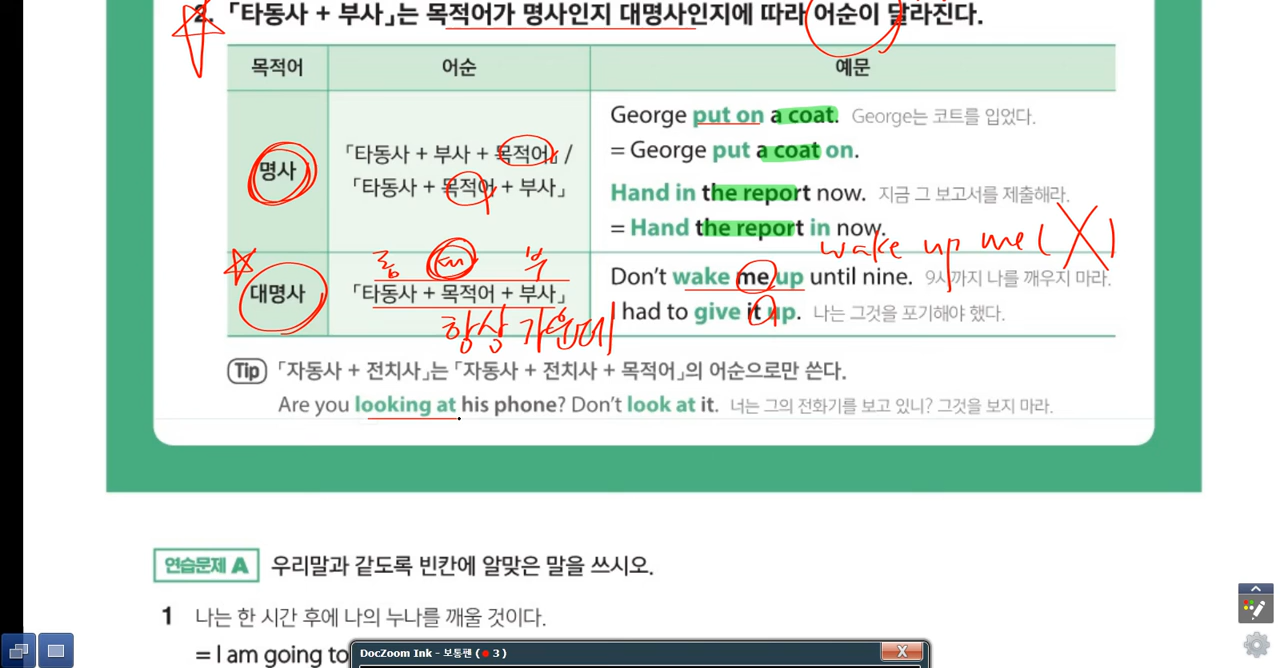 2. 「타동사 + 부사」는 목적어가 명사인지 대명사인지에 따라 어순이 달라진다.
목적어 어순 예문
명사
「타동사 + 부사 + 목적어」 /
「타동사 + 목적어 + 부사」
George put on a coat. George는 코트를 입었다.
= George put a coat on.
Hand in the report now. 지금 그 보고서를 제출해라.
= Hand the report in now.
wake up me (X)
대명사
부
「타동사 + 목적어 + 부사」
항상 가운데
Don't wake me up until nine. 9시까지 나를 깨우지 마라.
I had to give it up. 나는 그것을 포기해야 했다.
Tip 「자동사 + 전치사」는 「자동사 + 전치사 + 목적어」의 어순으로만 쓴다.
Are you looking at his phone? Don't look at it. 너는 그의 전화기를 보고 있니? 그것을 보지 마라.
연습문제 A 우리말과 같도록 빈칸에 알맞은 말을 쓰시오.
1 나는 한 시간 후에 나의 누나를 깨울 것이다.
= I am going to
DocZoom Ink - 보통펜 ( 3 ) X